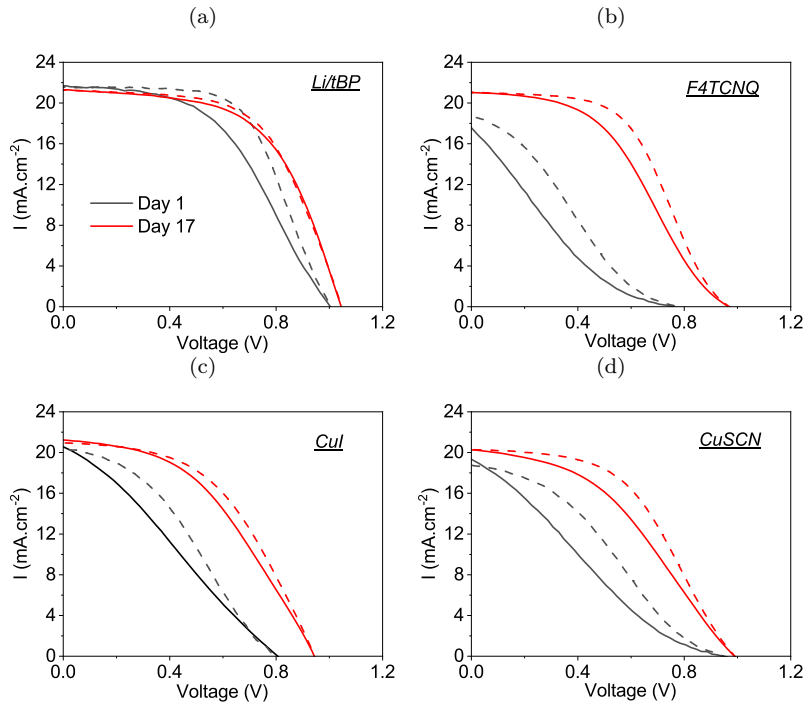 (a)
(b)
24
20
16
12
8
4
0
I (mA.cm-2)
Li/tBP
Day 1
Day 17
0.0
0.4
0.8
1.2
Voltage (V)
24
20
16
12
8
4
0
I (mA.cm-2)
F4TCNQ
0.0
0.4
0.8
1.2
Voltage (V)
(c)
(d)
24
20
16
12
8
4
0
I (mA.cm-2)
CuI
0.0
0.4
0.8
1.2
Voltage (V)
24
20
16
12
8
4
0
I (mA.cm-2)
CuSCN
0.0
0.4
0.8
1.2
Voltage (V)